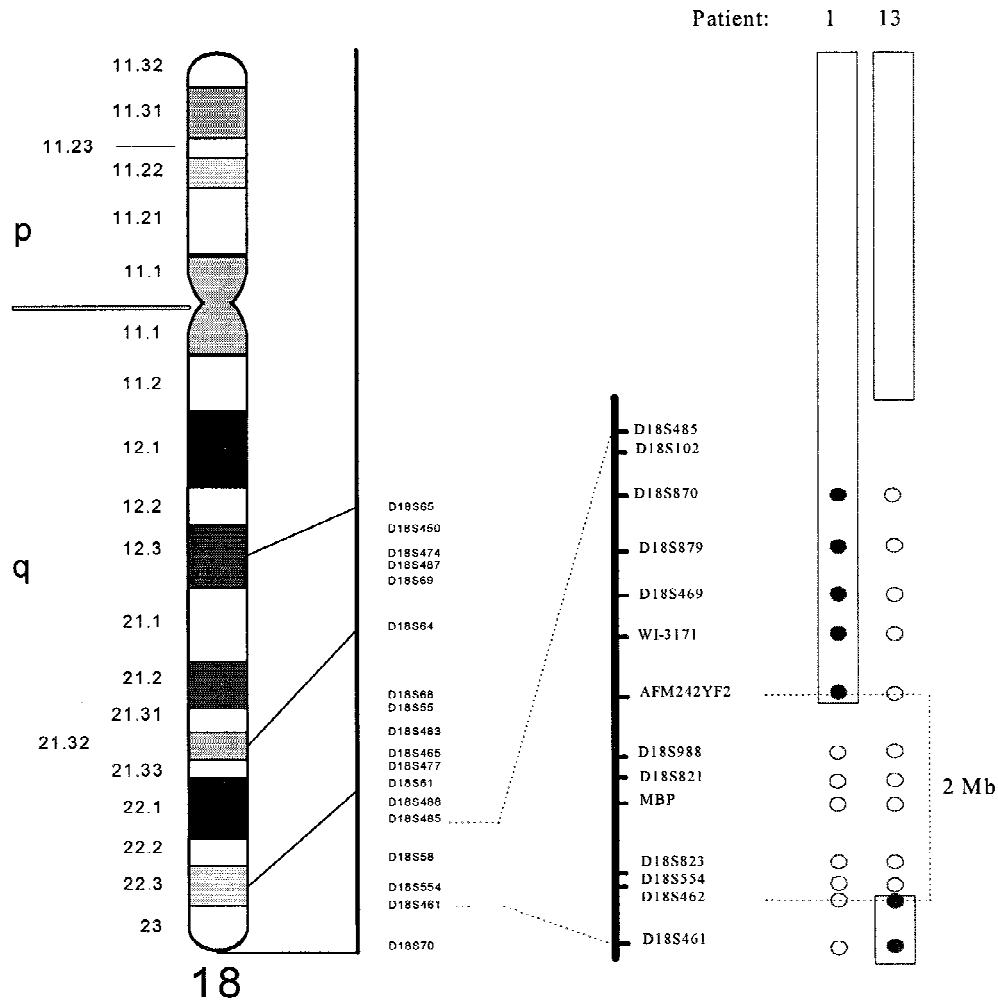 Patient: 1 13
11.32
11.31
11.23
11.22
11.21
p
11.1
11.1
11.2
12.1
12.2
12.3
q
21.1
21.2
21.31
21.32
21.33
22.1
22.2
22.3
23
18
D18S65
D18S450
D18S474
D18S487
D18S69
D18S64
D18S68
D18S55
D18S483
D18S465
D18S477
D18S61
D18S488
D18S485
D18S58
D18S554
D18S461
D18S70
D18S485
D18S102
D18S870
D18S879
D18S469
WI-3171
AFM242YF2
D18S988
D18S821
MBP
D18S823
D18S554
D18S462
D18S461
2 Mb